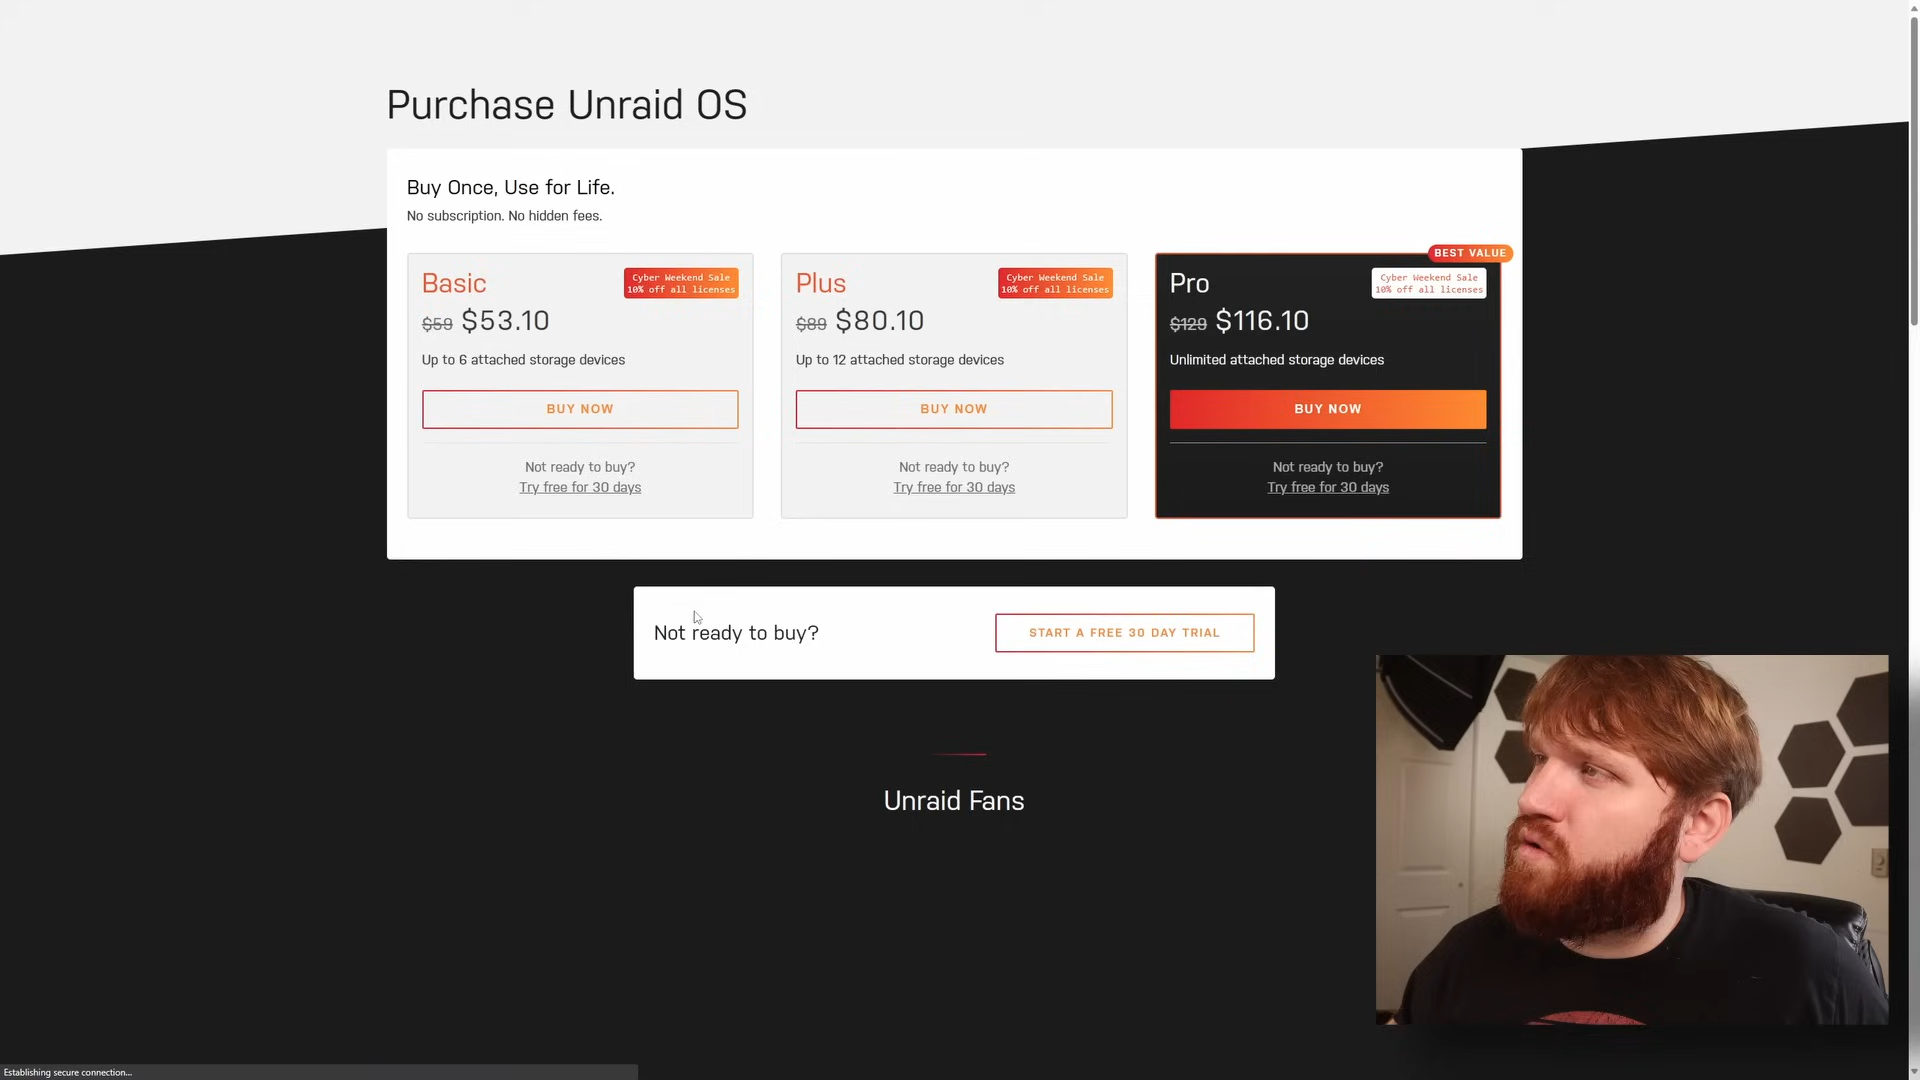 Purchase Unraid OS
Buy Once, Use for Life.
No subscription. No hidden fees.
BEST VALUE
Basic
Cyber Weekend Sale
10% off all licenses
$59 $53.10
Up to 6 attached storage devices
BUY NOW
Not ready to buy?
Try free for 30 days
Plus
Cyber Weekend Sale
10% off all licenses
$89 $80.10
Up to 12 attached storage devices
BUY NOW
Not ready to buy?
Try free for 30 days
Pro
Cyber Weekend Sale
10% off all licenses
$129 $116.10
Unlimited attached storage devices
BUY NOW
Not ready to buy?
Try free for 30 days
Not ready to buy?
START A FREE 30 DAY TRIAL
Unraid Fans
Establishing secure connection...